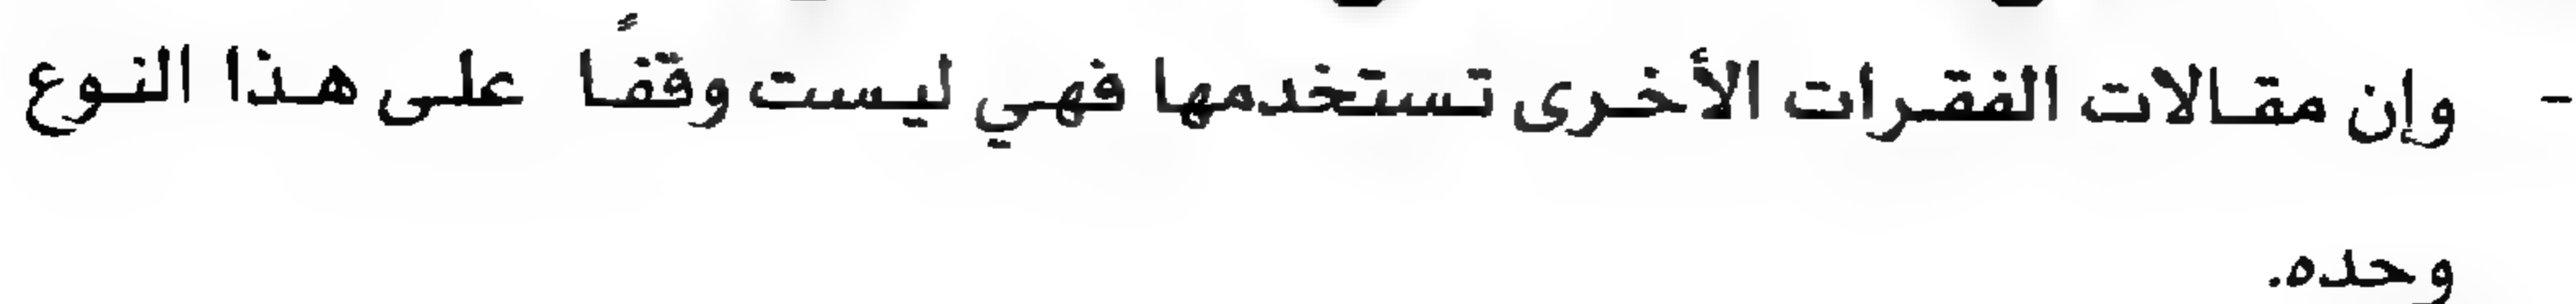 - وإن مقالات الفقرات الأخرى تستخدمها فهي ليست وقفًا على هذا النوع
وحده.